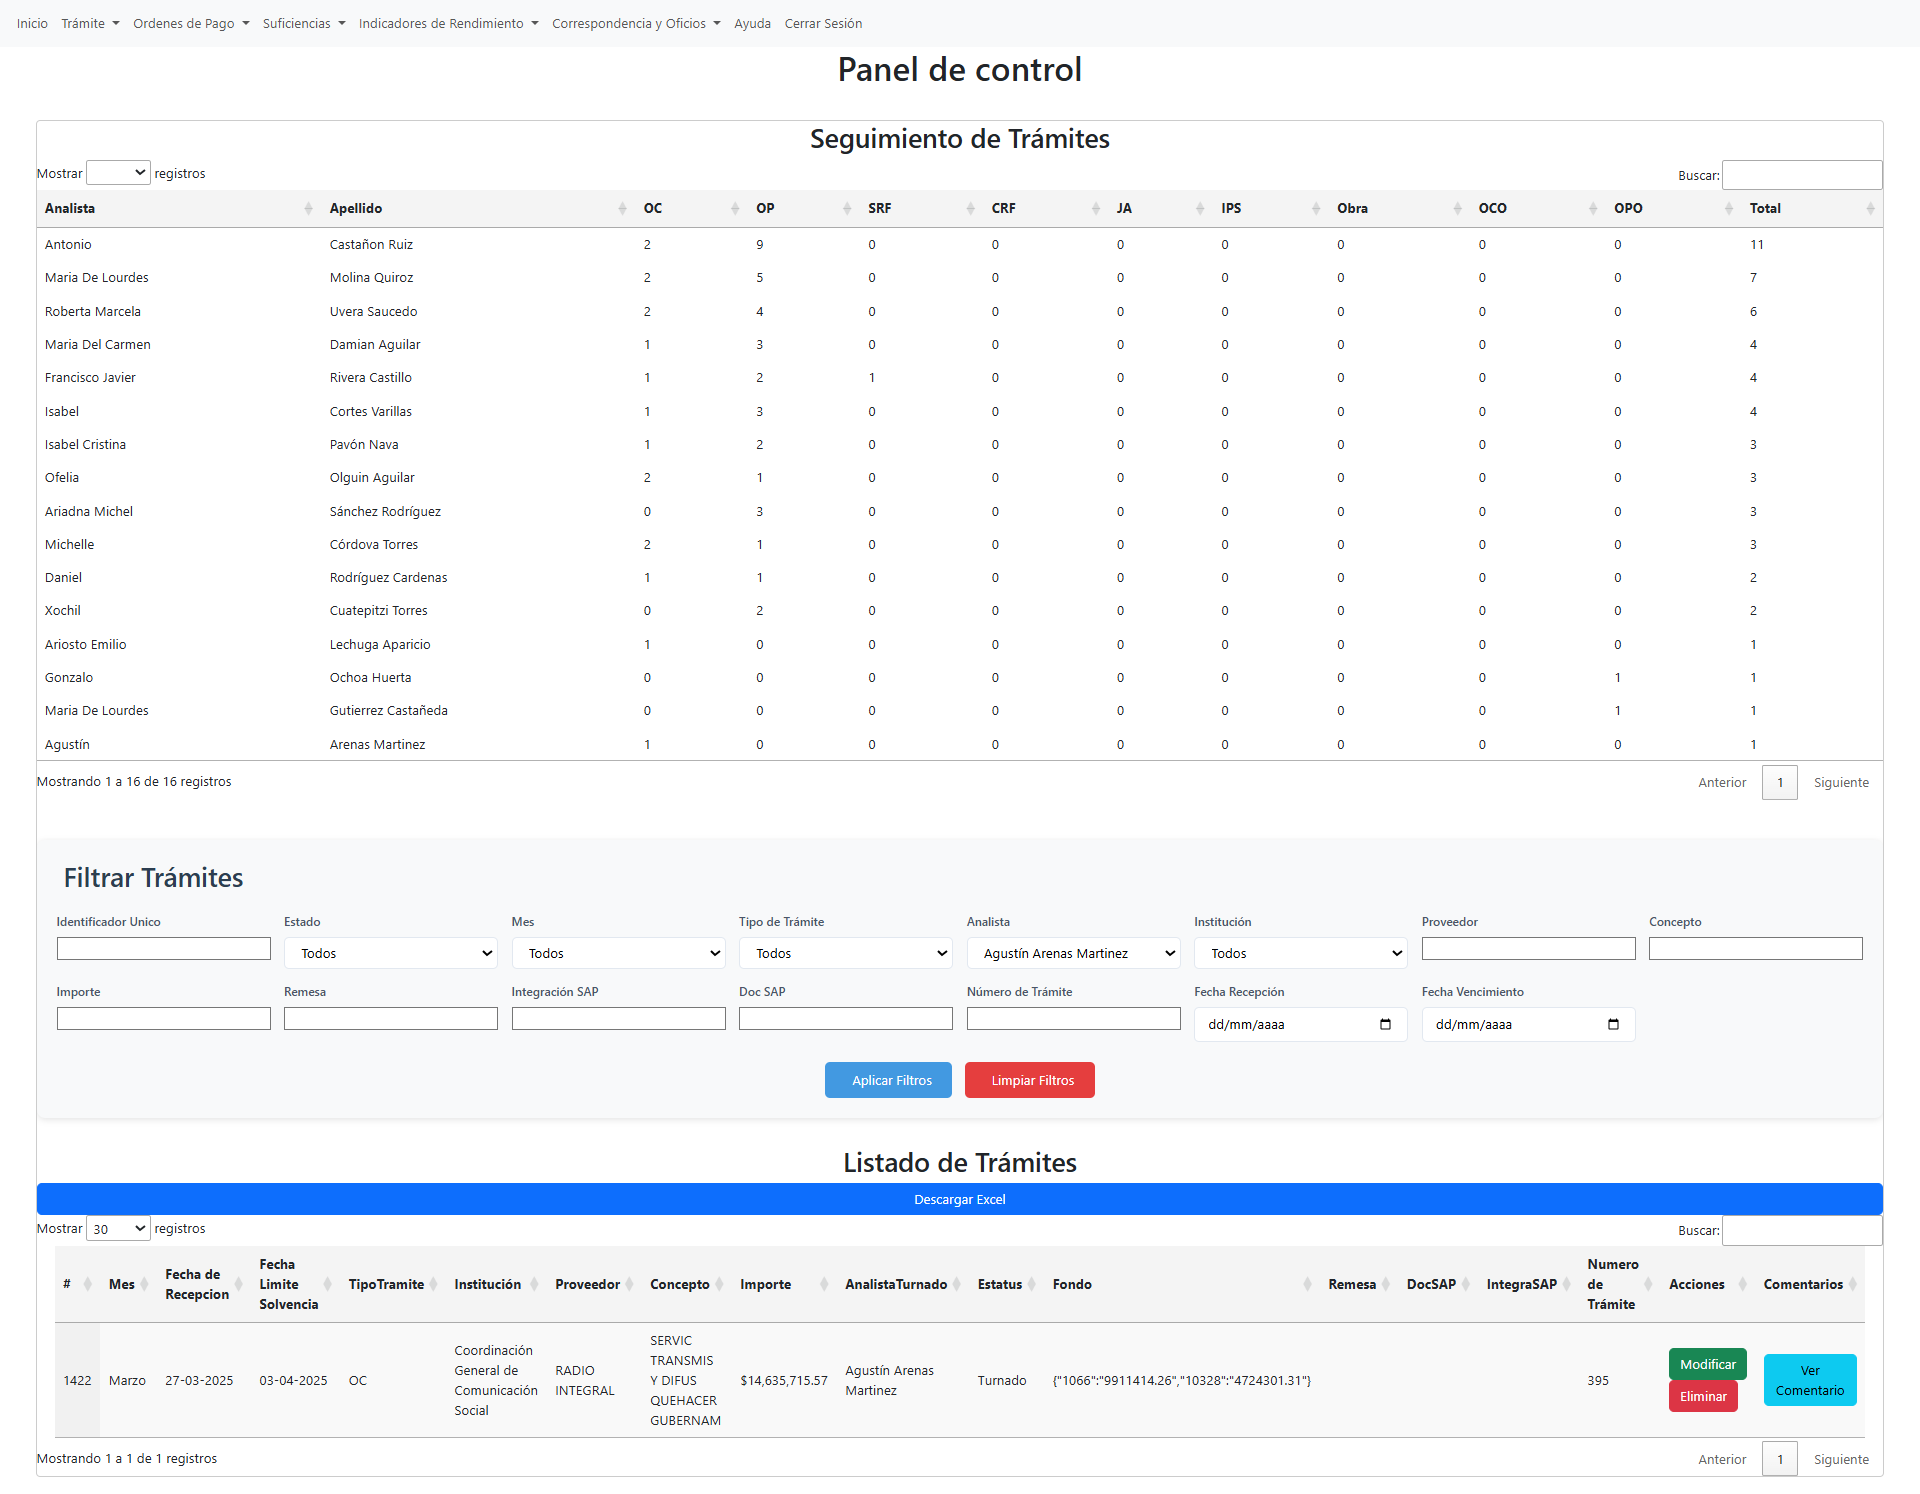 Inicio Trámite Ordenes de Pago Suficiencias Indicadores de Rendimiento Correspondencia y Oficios Ayuda Cerrar Sesión
Panel de control
Seguimiento de Trámites
Mostrar registros Buscar:
Analista Apellido OC OP SRF CRF JA IPS Obra OCO OPO Total
Antonio Castañon Ruiz 2 9 0 0 0 0 0 0 0 11
Maria De Lourdes Molina Quiroz 2 5 0 0 0 0 0 0 0 7
Roberta Marcela Uvera Saucedo 2 4 0 0 0 0 0 0 0 6
Maria Del Carmen Damian Aguilar 1 3 0 0 0 0 0 0 0 4
Francisco Javier Rivera Castillo 1 2 1 0 0 0 0 0 0 4
Isabel Cortes Varillas 1 3 0 0 0 0 0 0 0 4
Isabel Cristina Pavón Nava 1 2 0 0 0 0 0 0 0 3
Ofelia Olguin Aguilar 2 1 0 0 0 0 0 0 0 3
Ariadna Michel Sánchez Rodríguez 0 3 0 0 0 0 0 0 0 3
Michelle Córdova Torres 2 1 0 0 0 0 0 0 0 3
Daniel Rodríguez Cardenas 1 1 0 0 0 0 0 0 0 2
Xochil Cuatepitzi Torres 0 2 0 0 0 0 0 0 0 2
Ariosto Emilio Lechuga Aparicio 1 0 0 0 0 0 0 0 0 1
Gonzalo Ochoa Huerta 0 0 0 0 0 0 0 0 1 1
Maria De Lourdes Gutierrez Castañeda 0 0 0 0 0 0 0 0 1 1
Agustín Arenas Martinez 1 0 0 0 0 0 0 0 0 1
Mostrando 1 a 16 de 16 registros Anterior 1 Siguiente
Filtrar Trámites
Identificador Unico Estado Mes Tipo de Trámite Analista Institución Proveedor Concepto
Todos Todos Todos Agustín Arenas Martinez Todos
Importe Remesa Integración SAP Doc SAP Número de Trámite Fecha Recepción Fecha Vencimiento
dd/mm/aaaa dd/mm/aaaa
Aplicar Filtros Limpiar Filtros
Listado de Trámites
Descargar Excel
Mostrar 30 registros Buscar:
# Mes Fecha de Recepcion Fecha Limite Solvencia TipoTramite Institución Proveedor Concepto Importe AnalistaTurnado Estatus Fondo Remesa DocSAP IntegraSAP Numero de Trámite Acciones Comentarios
1422 Marzo 27-03-2025 03-04-2025 OC Coordinación General de Comunicación Social RADIO INTEGRAL SERVIC TRANSMIS Y DIFUS QUEHACER GUBERNAM $14,635,715.57 Agustín Arenas Martinez Turnado {"1066":"9911414.26","10328":"4724301.31"} 395 Modificar Eliminar Ver Comentario
Mostrando 1 a 1 de 1 registros Anterior 1 Siguiente